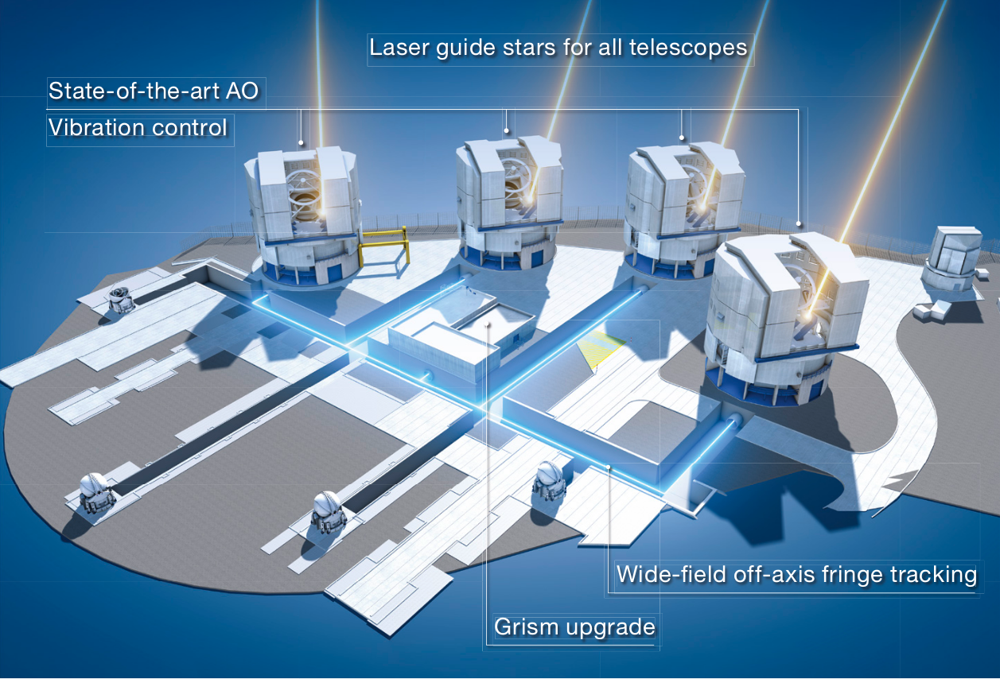 Laser guide stars for all telescopes
State-of-the-art AO
Vibration control
Wide-field off-axis fringe tracking
Grism upgrade